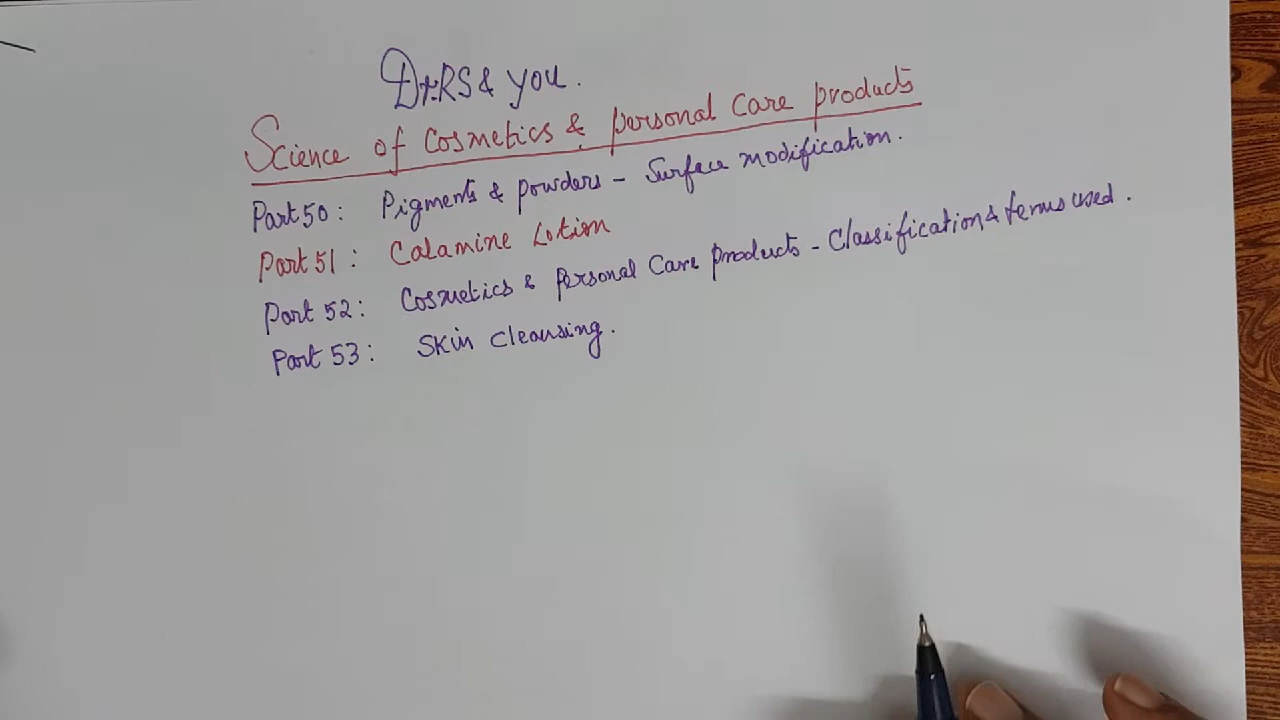 Dr.RS & you.
Science of Cosmetics & personal Care products
Part 50: Pigments & powders - Surface modification.
Part 51: Calamine Lotion
Part 52: Cosmetics & Personal Care products - Classification & terms used.
Part 53: Skin cleansing.